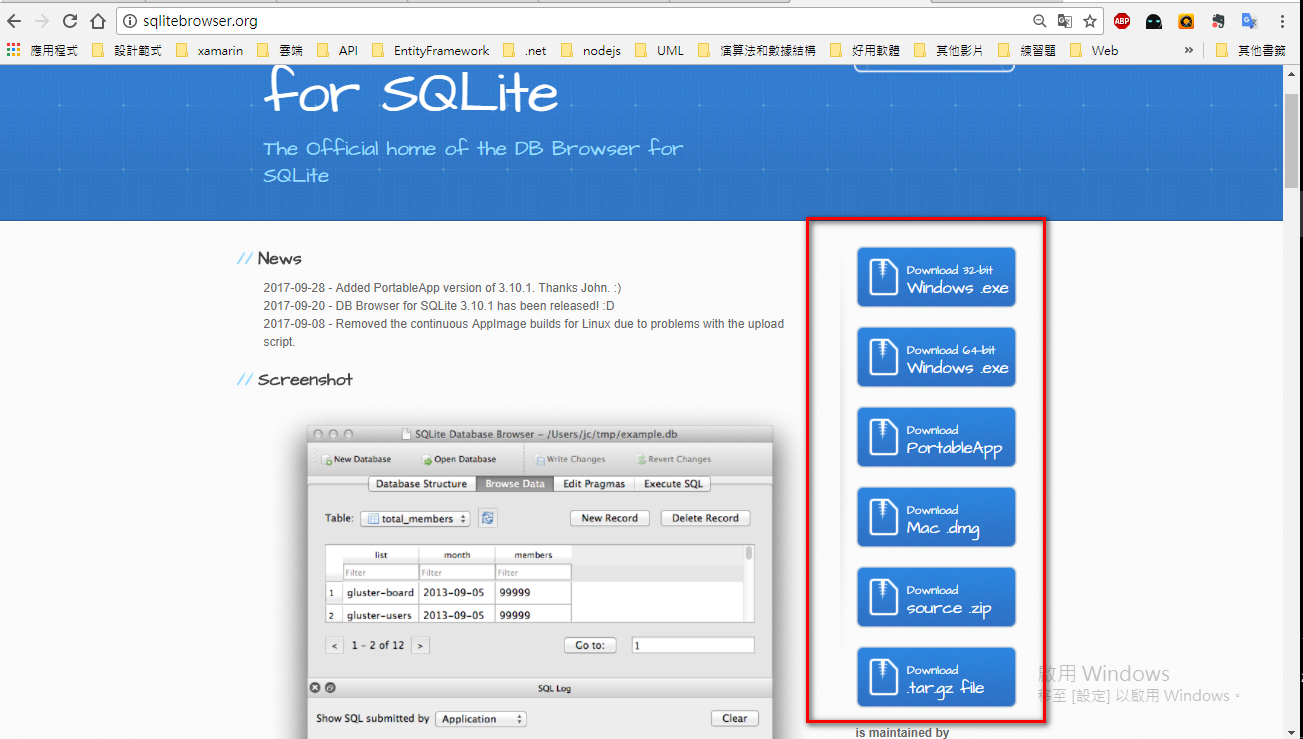 sqlitebrowser.org
ABP
應用程式 設計範式 xamarin 雲端 API EntityFramework .net nodejs UML 演算法和數據結構 好用軟體 其他影片 練習題 Web » 其他書籤
for SQLite
The Official home of the DB Browser for
SQLite
// News
2017-09-28 - Added PortableApp version of 3.10.1. Thanks John. :)
2017-09-20 - DB Browser for SQLite 3.10.1 has been released! :D
2017-09-08 - Removed the continuous AppImage builds for Linux due to problems with the upload
script.
// Screenshot
SQLite Database Browser - /Users/jc/tmp/example.db
New Database Open Database Write Changes Revert Changes
Database Structure Browse Data Edit Pragmas Execute SQL
Table: total_members New Record Delete Record
list month members
Filter Filter Filter
1 gluster-board 2013-09-05 99999
2 gluster-users 2013-09-05 99999
< 1 - 2 of 12 > Go to: 1
SQL Log
Show SQL submitted by Application Clear
Download 32-bit
Windows .exe
Download 64-bit
Windows .exe
Download
PortableApp
Download
Mac .dmg
Download
source .zip
Download
.tar.gz file
is maintained by
啟用 Windows
移至 [設定] 以啟用 Windows。